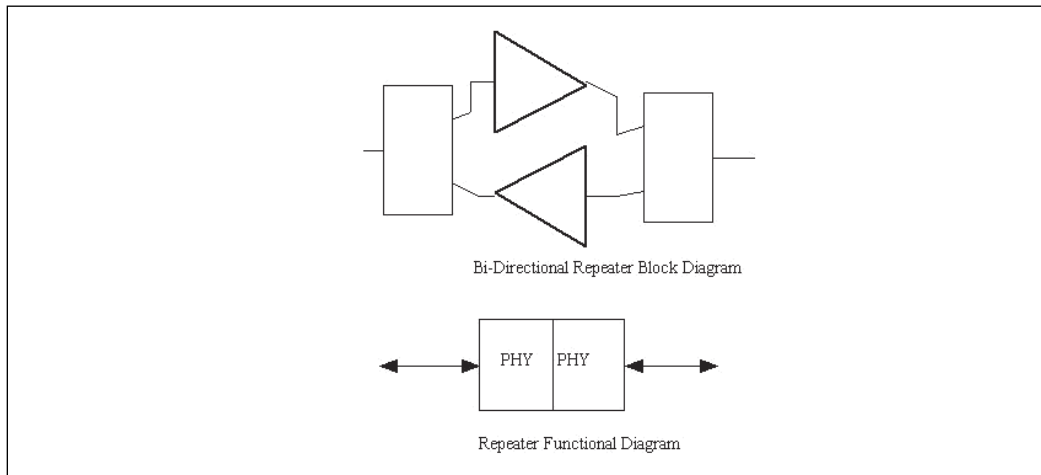 Bi-Directional Repeater Block Diagram
PHY PHY
Repeater Functional Diagram